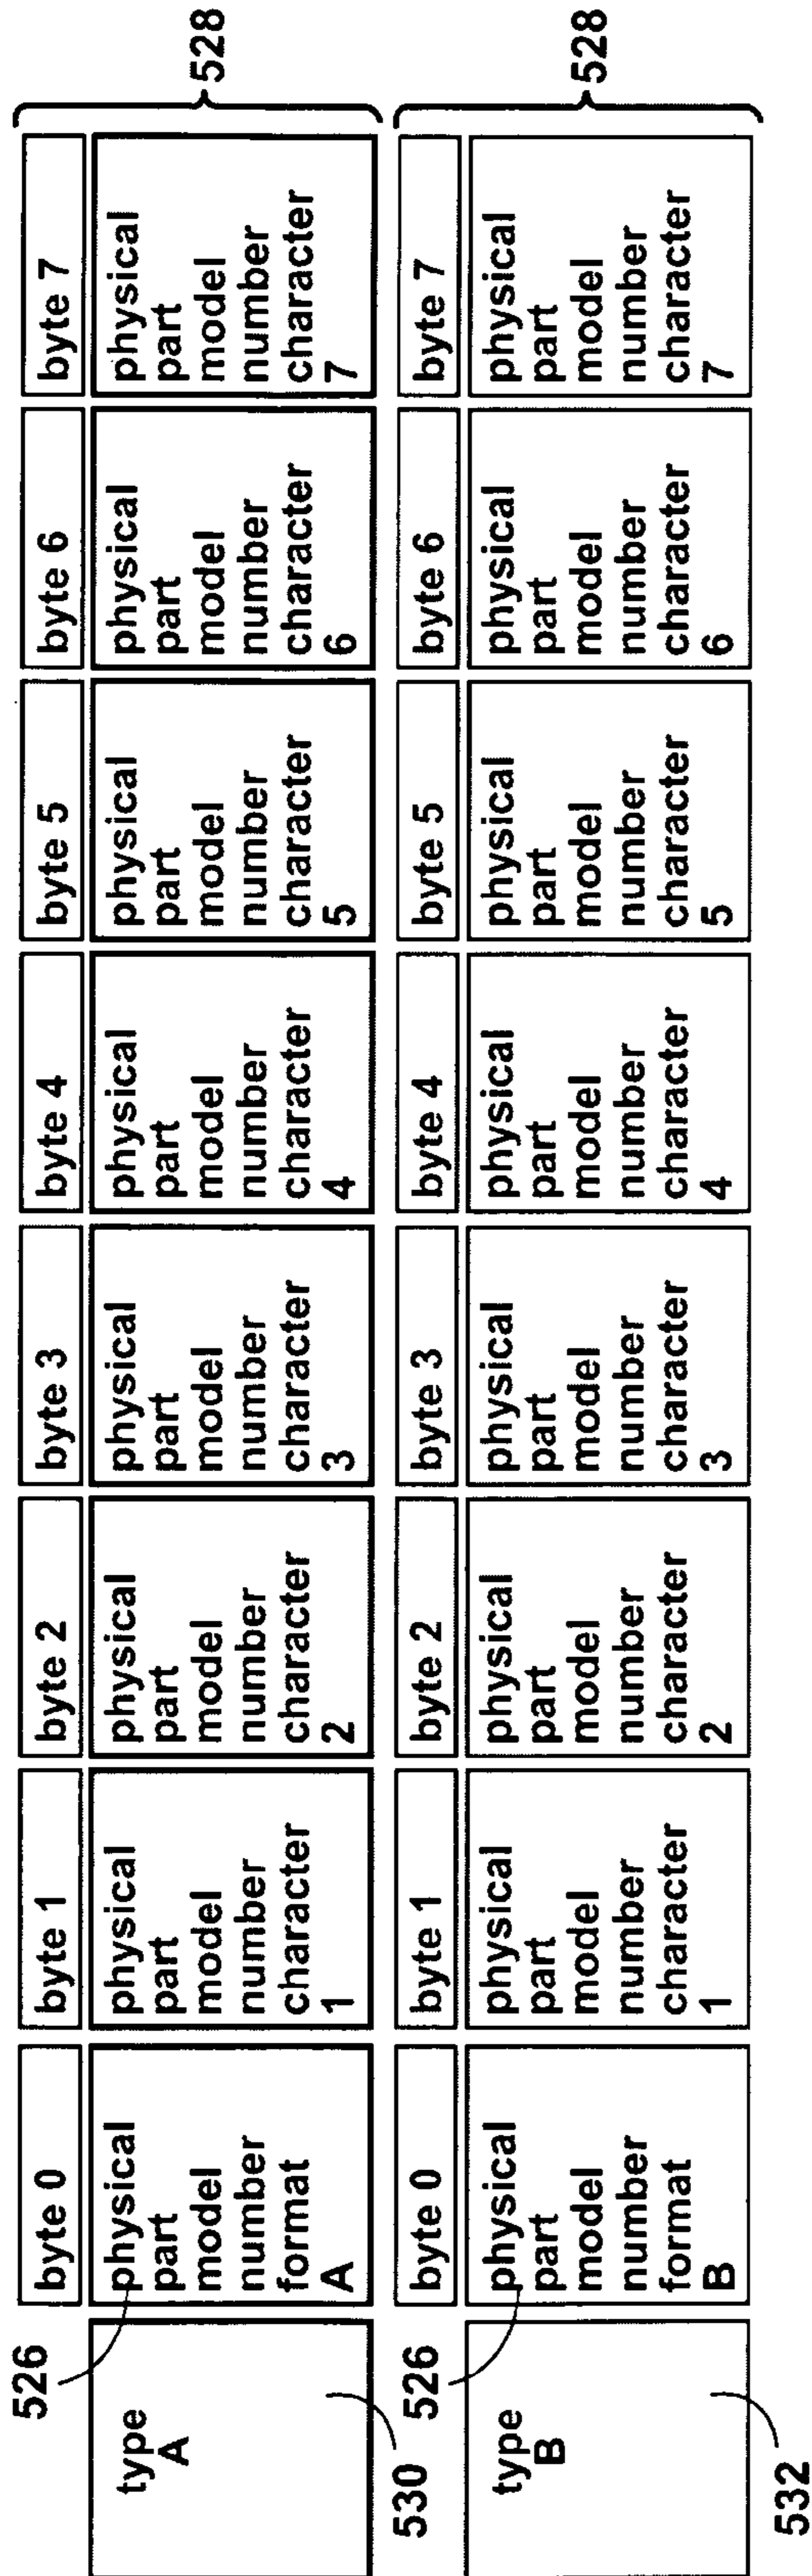 byte 0
byte 1
byte 2
byte 3
byte 4
byte 5
byte 6
byte 7
528
526
type
A
physical
part
model
number
format
A
physical
part
model
number
character
1
physical
part
model
number
character
2
physical
part
model
number
character
3
physical
part
model
number
character
4
physical
part
model
number
character
5
physical
part
model
number
character
6
physical
part
model
number
character
7
530
byte 0
byte 1
byte 2
byte 3
byte 4
byte 5
byte 6
byte 7
528
526
type
B
physical
part
model
number
format
B
physical
part
model
number
character
1
physical
part
model
number
character
2
physical
part
model
number
character
3
physical
part
model
number
character
4
physical
part
model
number
character
5
physical
part
model
number
character
6
physical
part
model
number
character
7
532